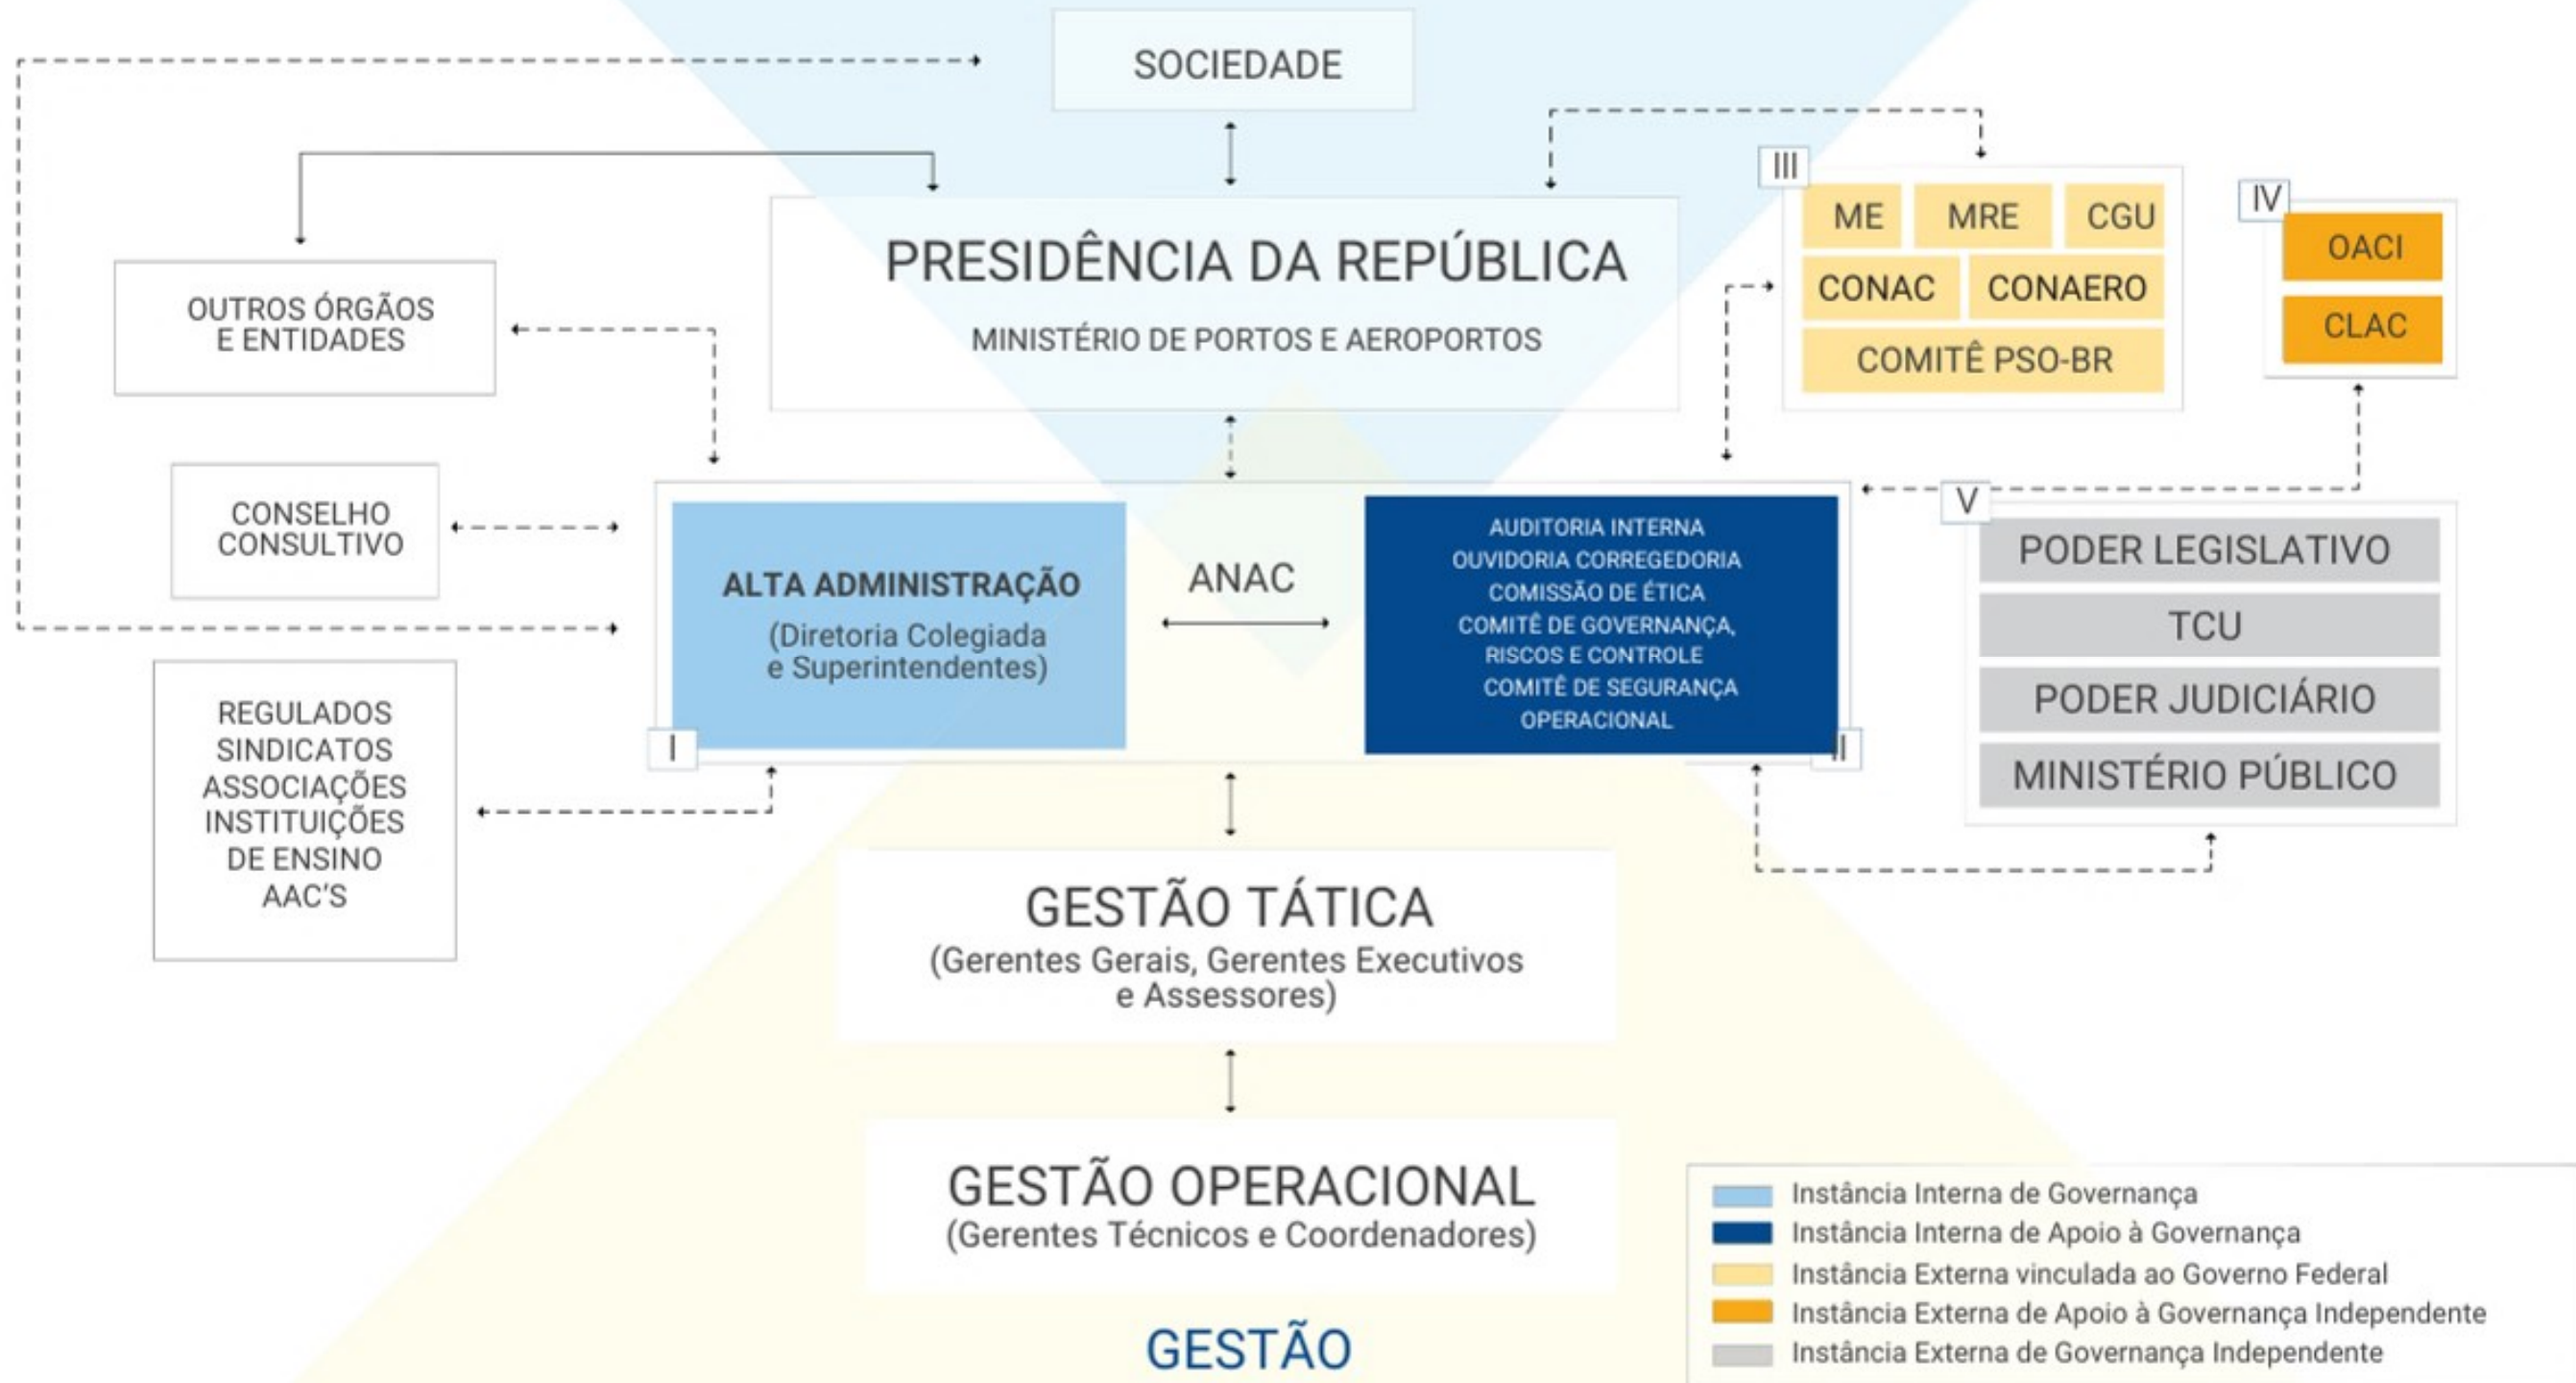 SOCIEDADE
PRESIDÊNCIA DA REPÚBLICA
MINISTÉRIO DE PORTOS E AEROPORTOS
OUTROS ÓRGÃOS
E ENTIDADES
III
ME
MRE
CGU
CONAC
CONAERO
COMITÊ PSO-BR
IV
OACI
CLAC
CONSELHO
CONSULTIVO
ALTA ADMINISTRAÇÃO
(Diretoria Colegiada
e Superintendentes)
I
ANAC
AUDITORIA INTERNA
OUVIDORIA CORREGEDORIA
COMISSÃO DE ÉTICA
COMITÊ DE GOVERNANÇA,
RISCOS E CONTROLE
COMITÊ DE SEGURANÇA
OPERACIONAL
II
V
PODER LEGISLATIVO
TCU
PODER JUDICIÁRIO
MINISTÉRIO PÚBLICO
REGULADOS
SINDICATOS
ASSOCIAÇÕES
INSTITUIÇÕES
DE ENSINO
AAC'S
GESTÃO TÁTICA
(Gerentes Gerais, Gerentes Executivos
e Assessores)
GESTÃO OPERACIONAL
(Gerentes Técnicos e Coordenadores)
GESTÃO
Instância Interna de Governança
Instância Interna de Apoio à Governança
Instância Externa vinculada ao Governo Federal
Instância Externa de Apoio à Governança Independente
Instância Externa de Governança Independente